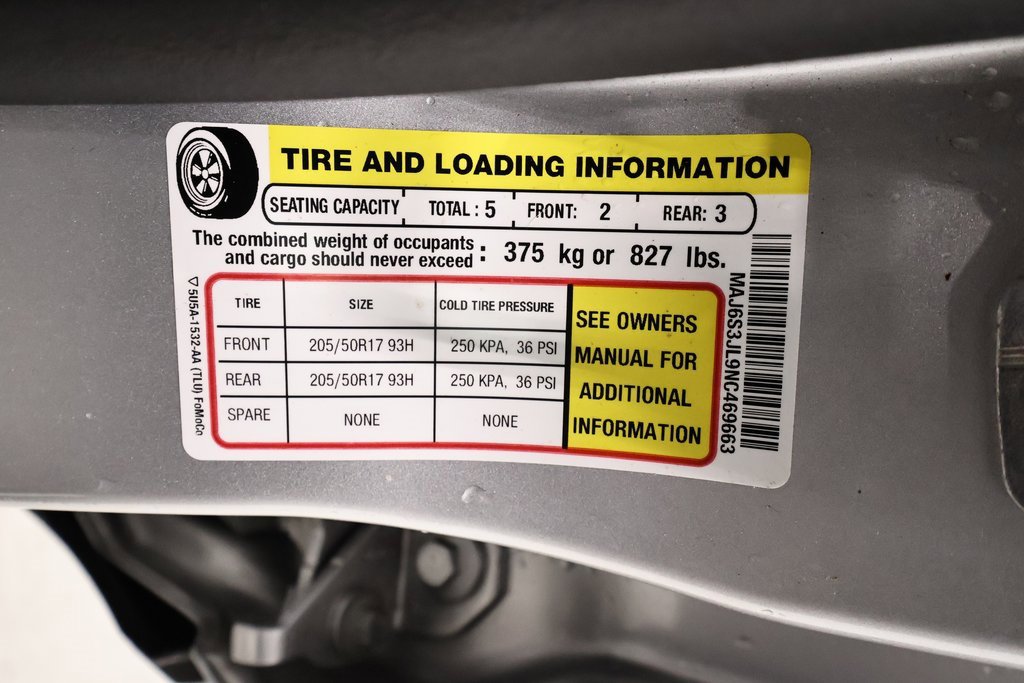 TIRE AND LOADING INFORMATION
SEATING CAPACITY TOTAL: 5 FRONT: 2 REAR: 3
The combined weight of occupants
and cargo should never exceed : 375 kg or 827 lbs.
TIRE SIZE COLD TIRE PRESSURE
FRONT 205/50R17 93H 250 KPA, 36 PSI
REAR 205/50R17 93H 250 KPA, 36 PSI
SPARE NONE NONE
SEE OWNERS
MANUAL FOR
ADDITIONAL
INFORMATION
5U5A-1532-AA (TLU) FoMoCo
MAJ6S3JL9NC469663